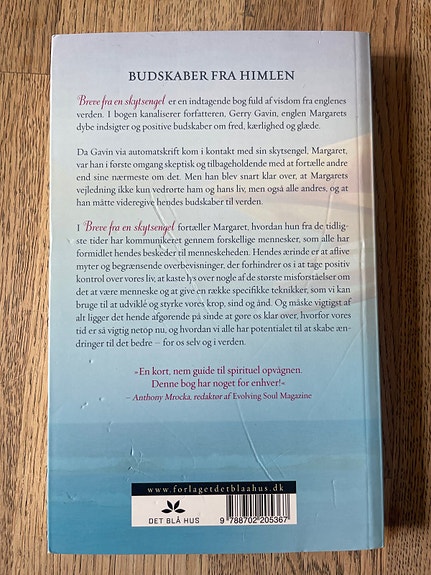 BUDSKABER FRA HIMLEN
Breve fra en skytsengel er en indtagende bog fuld af visdom fra englenes
verden. I bogen kanaliserer forfatteren, Gerry Gavin, englen Margarets
dybe indsigter og positive budskaber om fred, kærlighed og glæde.
Da Gavin via automatskrift kom i kontakt med sin skytsengel, Margaret,
var han i første omgang skeptisk og tilbageholdende med at fortælle andre
end sine nærmeste om det. Men han blev snart klar over, at Margarets
vejledning ikke kun vedrørte ham og hans liv, men også alle andres, og at
han måtte videregive hendes budskaber til verden.
I Breve fra en skytsengel fortæller Margaret, hvordan hun fra de tidlig-
ste tider har kommunikeret gennem forskellige mennesker, som alle har
formidlet hendes beskeder til menneskeheden. Hendes ærinde er at aflive
myter og begrænsende overbevisninger, der forhindrer os i at tage positiv
kontrol over vores liv, at kaste lys over nogle af de største misforståelser om
det at være menneske og at give en række specifikke teknikker, som vi kan
bruge til at udvikle og styrke vores krop, sind og ånd. Og måske vigtigst af
alt ligger det hende afgørende på sinde at gøre os klar over, hvorfor vores
tid er så vigtig netop nu, og hvordan vi alle har potentialet til at skabe æn-
dringer til det bedre – for os selv og i verden.
»En kort, nem guide til spirituel opvågnen.
Denne bog har noget for enhver!«
– Anthony Mrocka, redaktør af Evolving Soul Magazine
www.forlagetdetblaahus.dk
DET BLÅ HUS
9 788702 205367